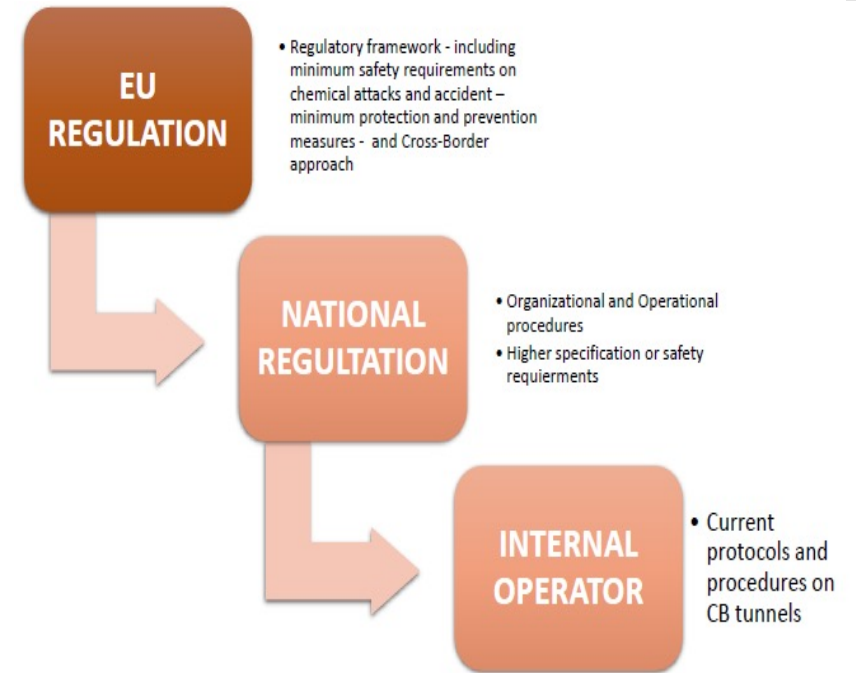 EU
REGULATION
• Regulatory framework - including
minimum safety requirements on
chemical attacks and accident –
minimum protection and prevention
measures - and Cross-Border
approach
NATIONAL
REGULTATION
• Organizational and Operational
procedures
• Higher specification or safety
requierments
INTERNAL
OPERATOR
• Current
protocols and
procedures on
CB tunnels